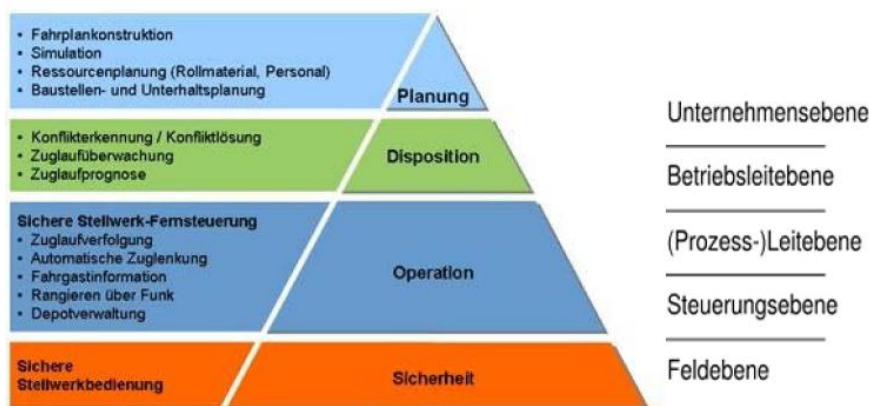 • Fahrplankonstruktion
• Simulation
• Ressourcenplanung (Rollmaterial, Personal)
• Baustellen- und Unterhaltsplanung
Planung
• Konflikterkennung / Konfliktlösung
• Zuglaufüberwachung
• Zuglaufprognose
Disposition
Sichere Stellwerk-Fernsteuerung
• Zuglaufverfolgung
• Automatische Zuglenkung
• Fahrgastinformation
• Rangieren über Funk
• Depotverwaltung
Operation
Sichere
Stellwerkbedienung
Sicherheit
Unternehmensebene
Betriebsleitebene
(Prozess-)Leitebene
Steuerungsebene
Feldebene